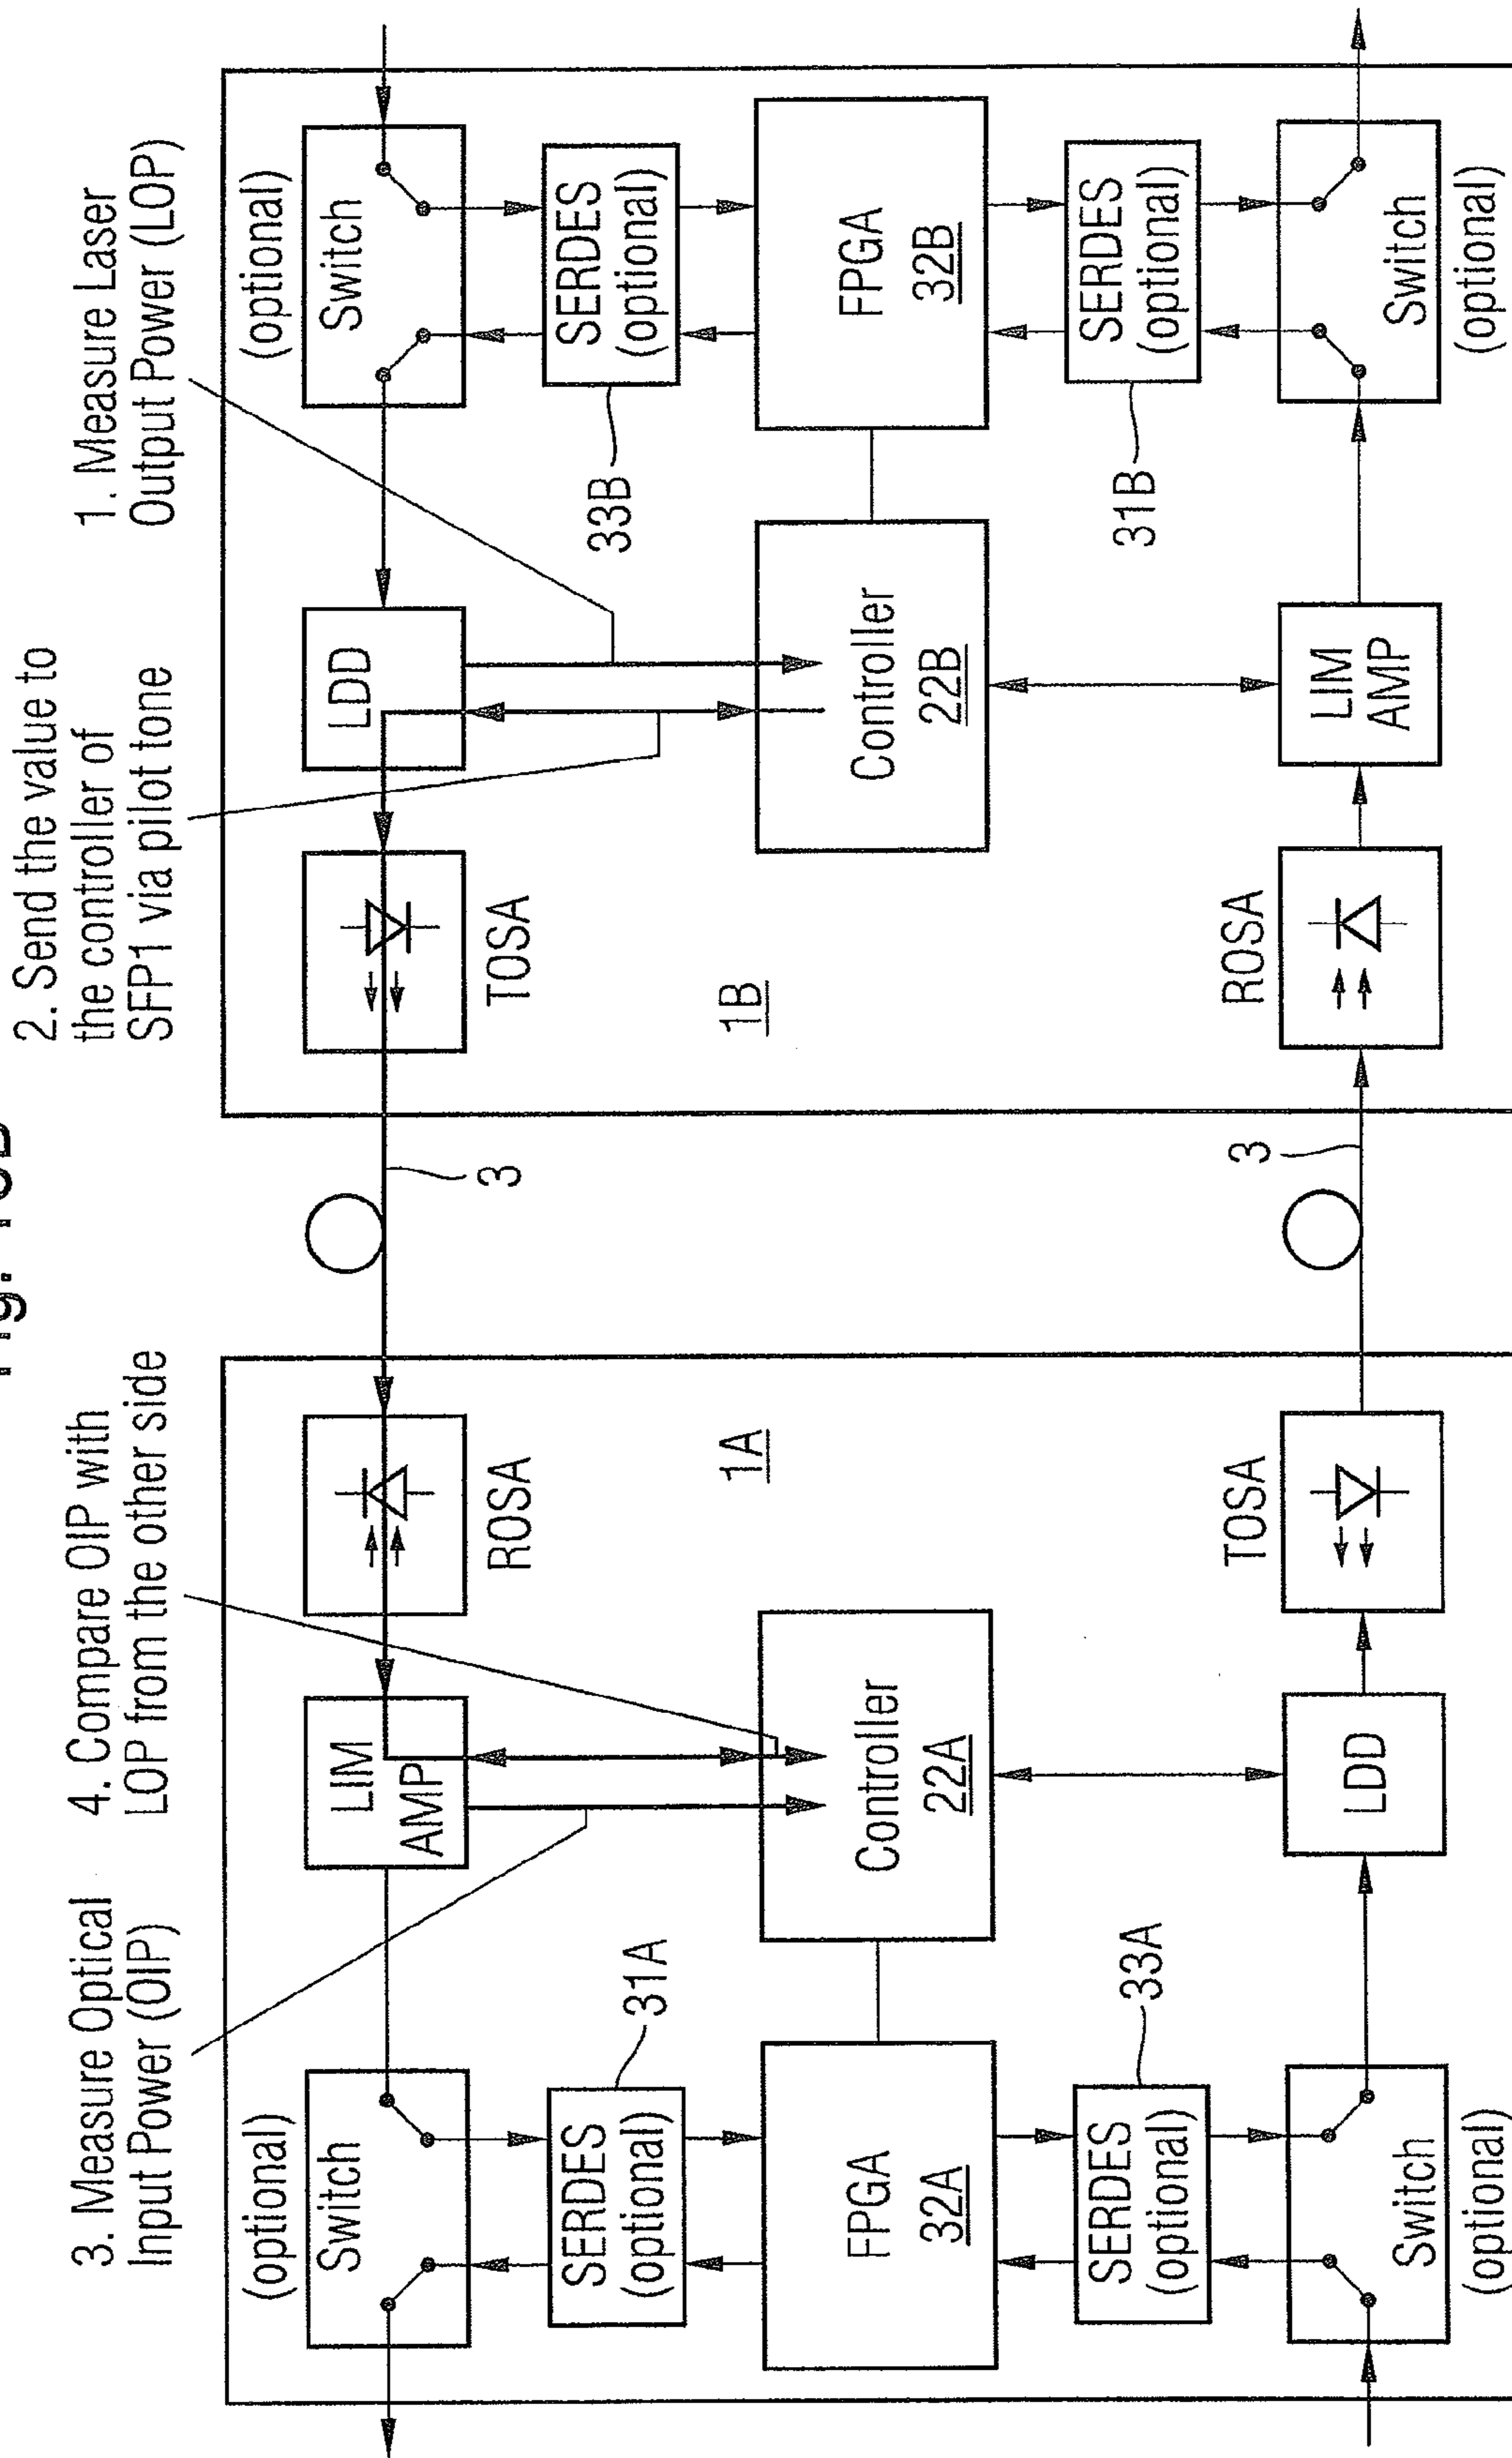 3. Measure Optical
Input Power (OIP)
4. Compare OIP with
LOP from the other side
2. Send the value to
the controller of
SFP1 via pilot tone
1. Measure Laser
Output Power (LOP)
(optional)
Switch
LIM
AMP
ROSA
3
TOSA
LDD
(optional)
Switch
SERDES
(optional)
31A
33B
SERDES
(optional)
FPGA
32A
Controller
22A
1A
1B
Controller
22B
FPGA
32B
SERDES
(optional)
33A
31B
SERDES
(optional)
Switch
(optional)
LDD
TOSA
3
ROSA
LIM
AMP
Switch
(optional)